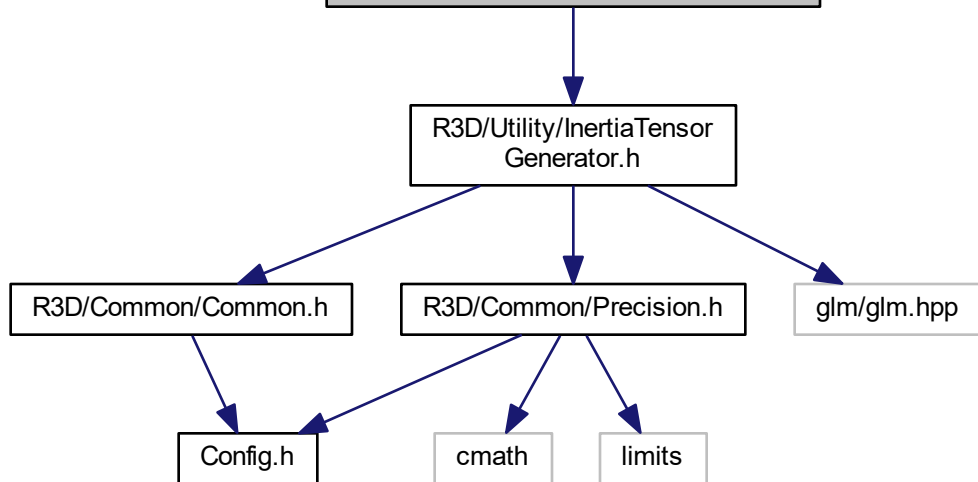 R3D/Utility/InertiaTensor
Generator.h
R3D/Common/Common.h
R3D/Common/Precision.h
glm/glm.hpp
Config.h
cmath
limits